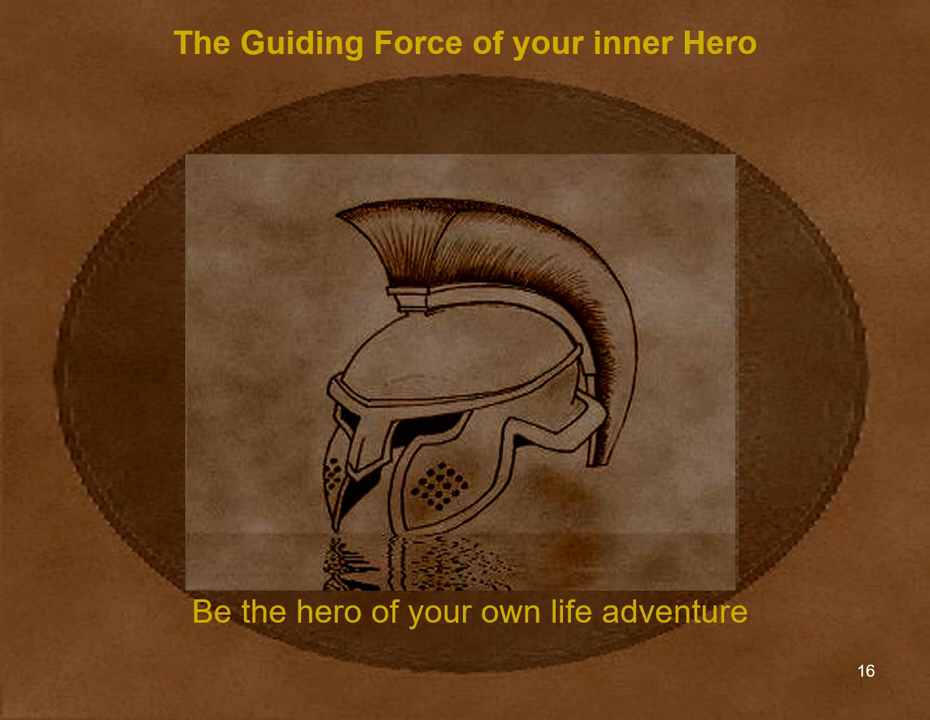 The Guiding Force of your inner Hero
Be the hero of your own life adventure
16